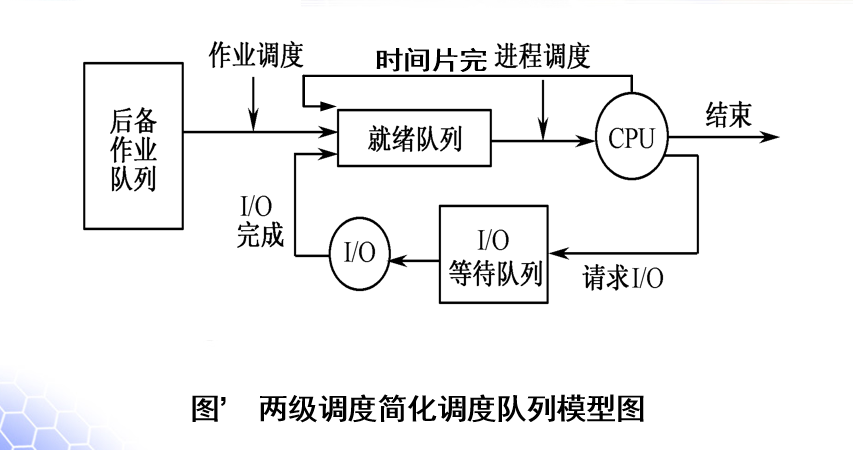 作业调度
时间片完 进程调度
后备
作业
队列
就绪队列
CPU
结束
I/O
完成
I/O
I/O
等待队列
请求I/O
图’ 两级调度简化调度队列模型图